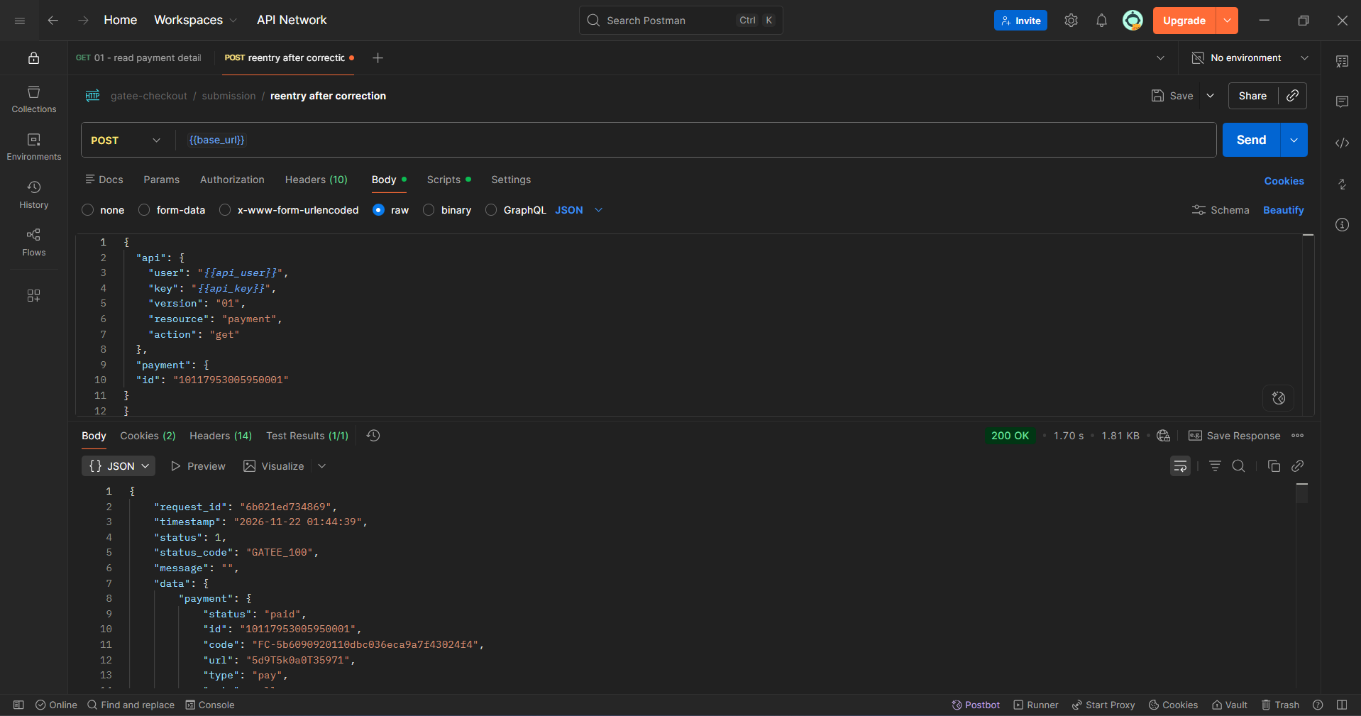 Home Workspaces API Network Search Postman Ctrl K Invite Upgrade
GET 01 - read payment detail POST reentry after correctic No environment
gatee-checkout / submission / reentry after correction Save Share
Collections
POST {{base_url}} Send
Environments
Docs Params Authorization Headers (10) Body Scripts Settings Cookies
History
none form-data x-www-form-urlencoded raw binary GraphQL JSON Schema Beautify
Flows
1 {
2 "api": {
3 "user": "{{api_user}}",
4 "key": "{{api_key}}",
5 "version": "01",
6 "resource": "payment",
7 "action": "get"
8 },
9 "payment": {
10 "id": "10117953005950001"
11 }
12 }
Body Cookies (2) Headers (14) Test Results (1/1) 200 OK 1.70 s 1.81 KB Save Response
{} JSON Preview Visualize
1 {
2 "request_id": "6b021ed734869",
3 "timestamp": "2026-11-22 01:44:39",
4 "status": 1,
5 "status_code": "GATEE_100",
6 "message": "",
7 "data": {
8 "payment": {
9 "status": "paid",
10 "id": "10117953005950001",
11 "code": "FC-5b6090920110dbc036eca9a7f43024f4",
12 "url": "5d9T5k0a0T35971",
13 "type": "pay",
Online Find and replace Console Postbot Runner Start Proxy Cookies Vault Trash